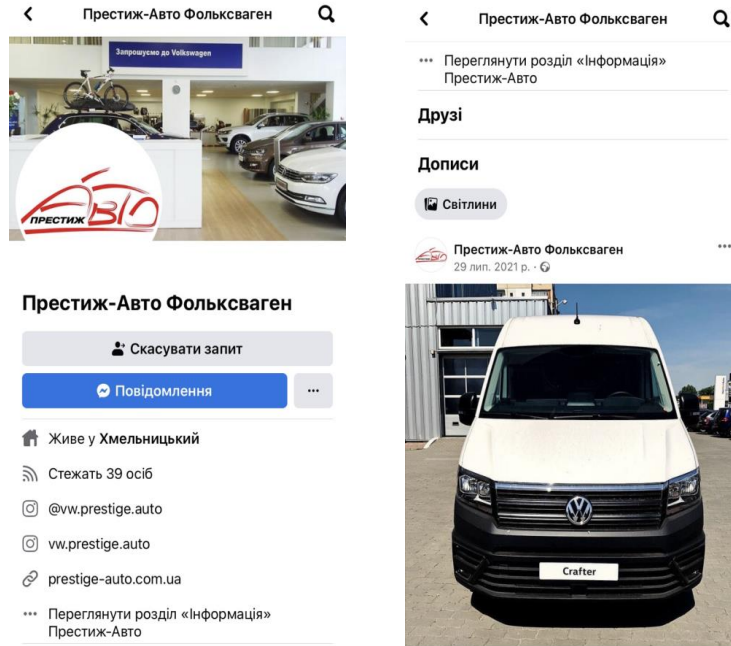 Престиж-Авто Фольксваген
Запрошуємо до Volkswagen
ПРЕСТИЖ АВТО
Престиж-Авто Фольксваген
Скасувати запит
Повідомлення
Живе у Хмельницький
Стежать 39 осіб
@vw.prestige.auto
vw.prestige.auto
prestige-auto.com.ua
Переглянути розділ «Інформація»
Престиж-Авто
Престиж-Авто Фольксваген
Переглянути розділ «Інформація»
Престиж-Авто
Друзі
Дописи
Світлини
Престиж-Авто Фольксваген
29 лип. 2021 р. ·
Crafter